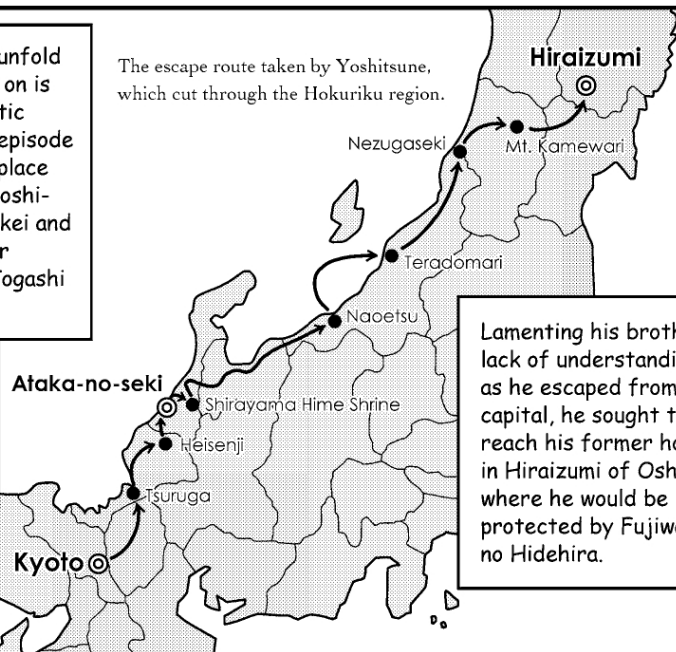 unfold
on is
tic
episode
place
oshi-
kei and
r
Togashi
The escape route taken by Yoshitsune,
which cut through the Hokuriku region.
Hiraizumi
Nezugaseki
Mt. Kamewari
Teradomari
Naoetsu
Ataka-no-seki
Shirayama Hime Shrine
Heisenji
Tsuruga
Kyoto
Lamenting his broth
lack of understandi
as he escaped from
capital, he sought t
reach his former ho
in Hiraizumi of Osh
where he would be
protected by Fujiw
no Hidehira.